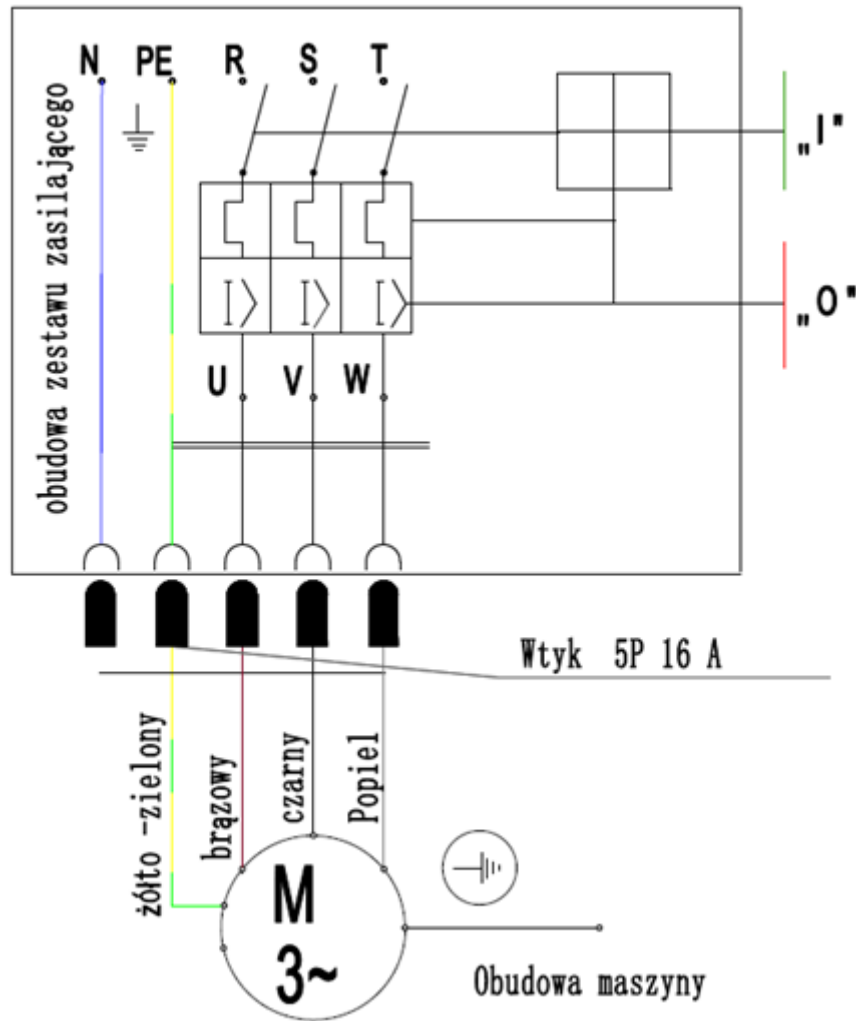 N PE R S T
obudowa zestawu zasilającego
„I"
„O"
U V W
Wtyk 5P 16 A
żółto -zielony
brązowy
czarny
Popiel
M
3~
Obudowa maszyny